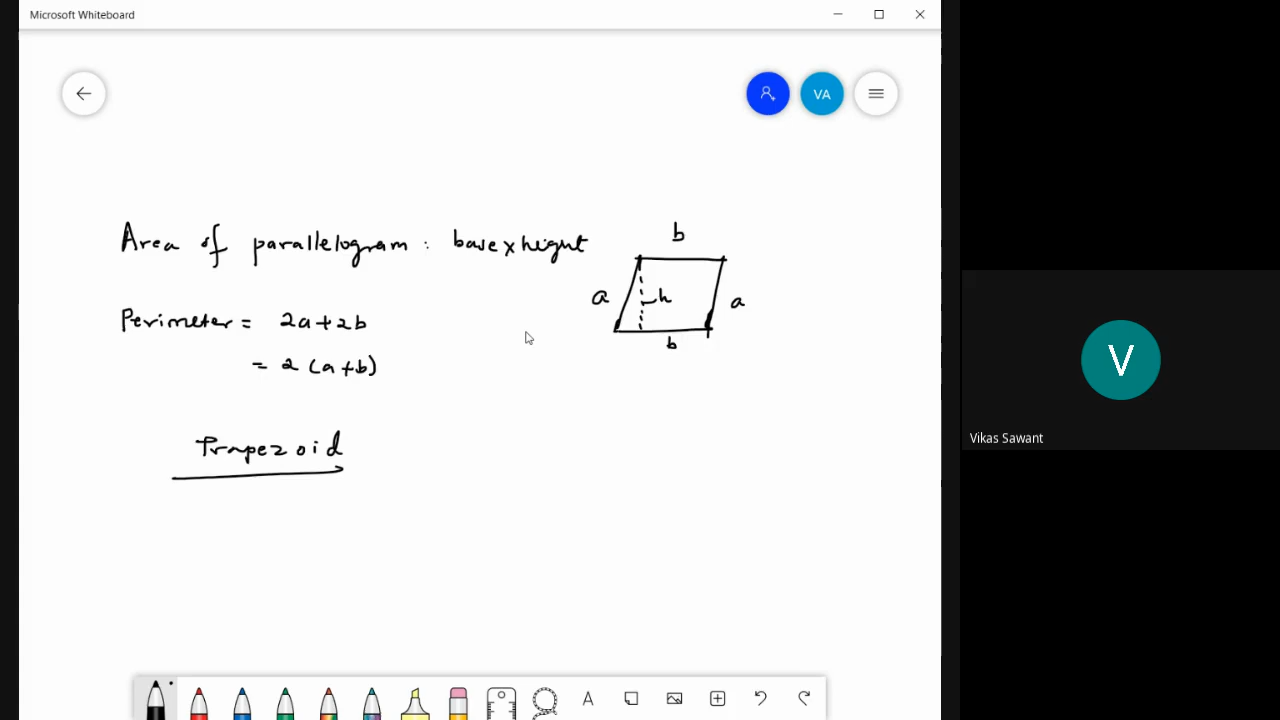 Microsoft Whiteboard
VA
Area of parallelogram : base x height
b
a
h
a
b
Perimeter = 2a+2b
= 2 (a+b)
Trapezoid
V
Vikas Sawant
A